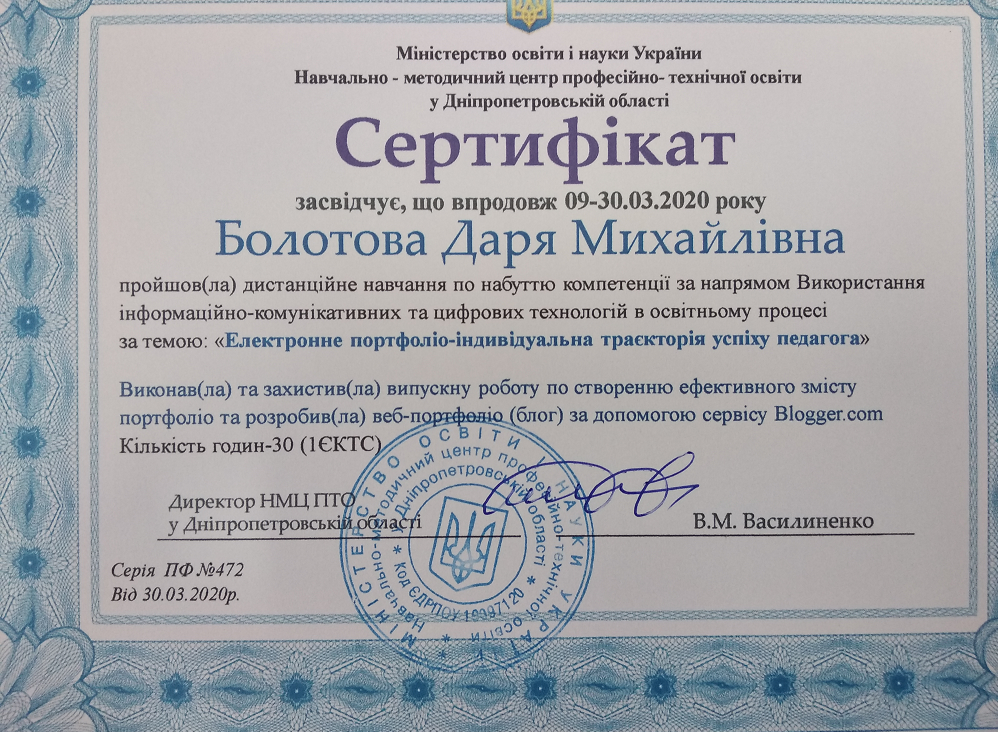 Міністерство освіти і науки України
Навчально - методичний центр професійно- технічної освіти
у Дніпропетровській області
Сертифікат
засвідчує, що впродовж 09-30.03.2020 року
Болотова Даря Михайлівна
пройшов(ла) дистанційне навчання по набуттю компетенції за напрямом Використання
інформаційно-комунікативних та цифрових технологій в освітньому процесі
за темою: «Електронне портфоліо-індивідуальна траєкторія успіху педагога»
Виконав(ла) та захистив(ла) випускну роботу по створенню ефективного змісту
портфоліо та розробив(ла) веб-портфоліо (блог) за допомогою сервісу Blogger.com
Кількість годин-30 (1ЄКТС)
Директор НМЦ ПТО
у Дніпропетровській області
В.М. Василиненко
Серія ПФ №472
Від 30.03.2020р.
МІНІСТЕРСТВО ОСВІТИ І НАУКИ УКРАЇНИ
Навчально-методичний центр професійно-технічної освіти
у Дніпропетровській області
Код ЄДРПОУ